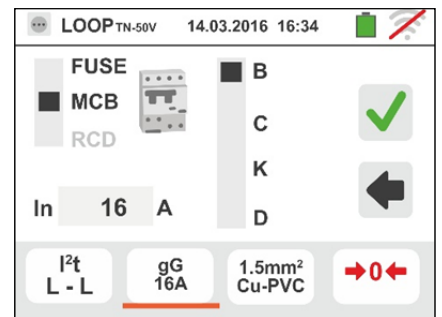 LOOP TN-50V 14.03.2016 16:34
FUSE
MCB
RCD
B
C
K
D
In 16 A
I²t
L - L
gG
16A
1.5mm²
Cu-PVC
0